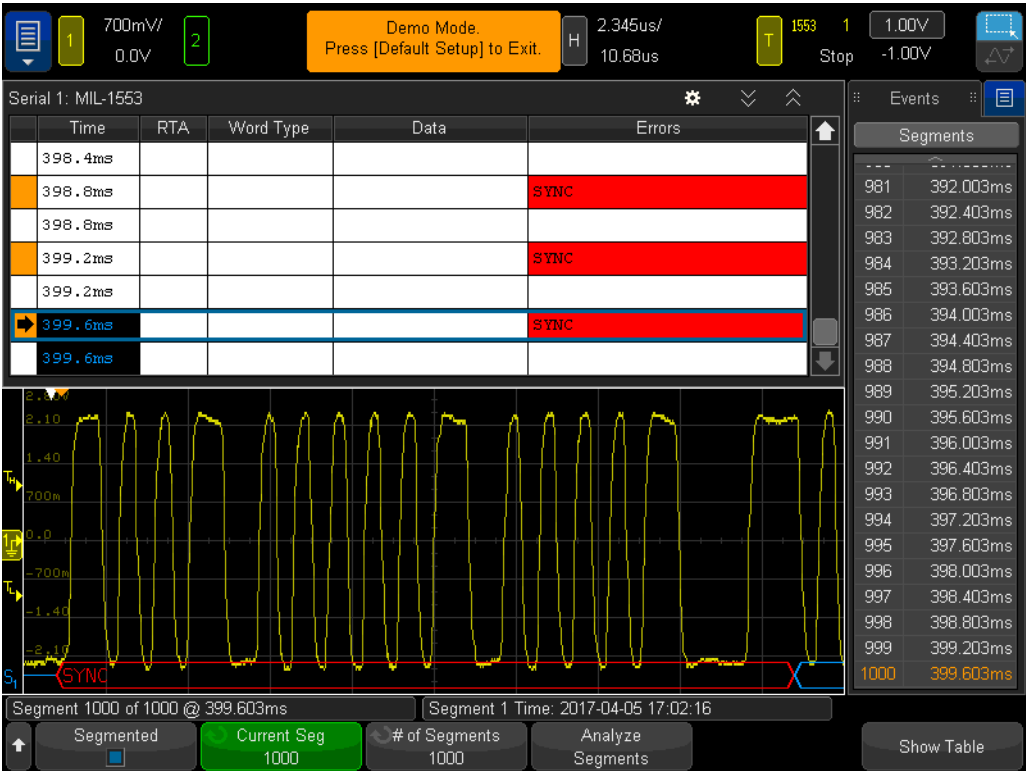 1 700mV/ 0.0V 2 Demo Mode. H 2.345us/ 10.68us T 1553 1 Stop 1.00V -1.00V
Press [Default Setup] to Exit.
Serial 1: MIL-1553
Time RTA Word Type Data Errors
398.4ms
398.8ms SYNC
398.8ms
399.2ms SYNC
399.2ms
399.6ms SYNC
399.6ms
Events
Segments
981 392.003ms
982 392.403ms
983 392.803ms
984 393.203ms
985 393.603ms
986 394.003ms
987 394.403ms
988 394.803ms
989 395.203ms
990 395.603ms
991 396.003ms
992 396.403ms
993 396.803ms
994 397.203ms
995 397.603ms
996 398.003ms
997 398.403ms
998 398.803ms
999 399.203ms
1000 399.603ms
2.80V
2.10
1.40
TH
700m
1 0.0
-700m
TL
-1.40
-2.10
S1 SYNC
Segment 1000 of 1000 @ 399.603ms Segment 1 Time: 2017-04-05 17:02:16
Segmented Current Seg # of Segments Analyze Show Table
1000 1000 Segments